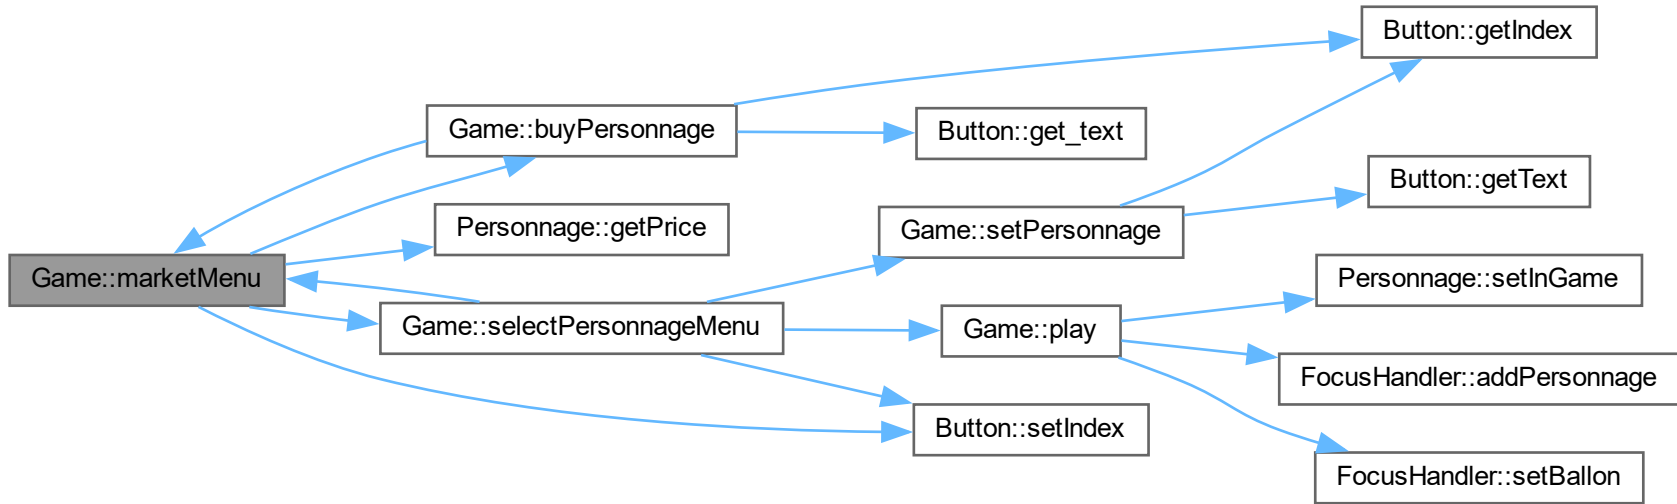 Button::getIndex
Game::buyPersonnage
Button::get_text
Button::getText
Personnage::getPrice
Game::setPersonnage
Game::marketMenu
Personnage::setInGame
Game::selectPersonnageMenu
Game::play
FocusHandler::addPersonnage
Button::setIndex
FocusHandler::setBallon